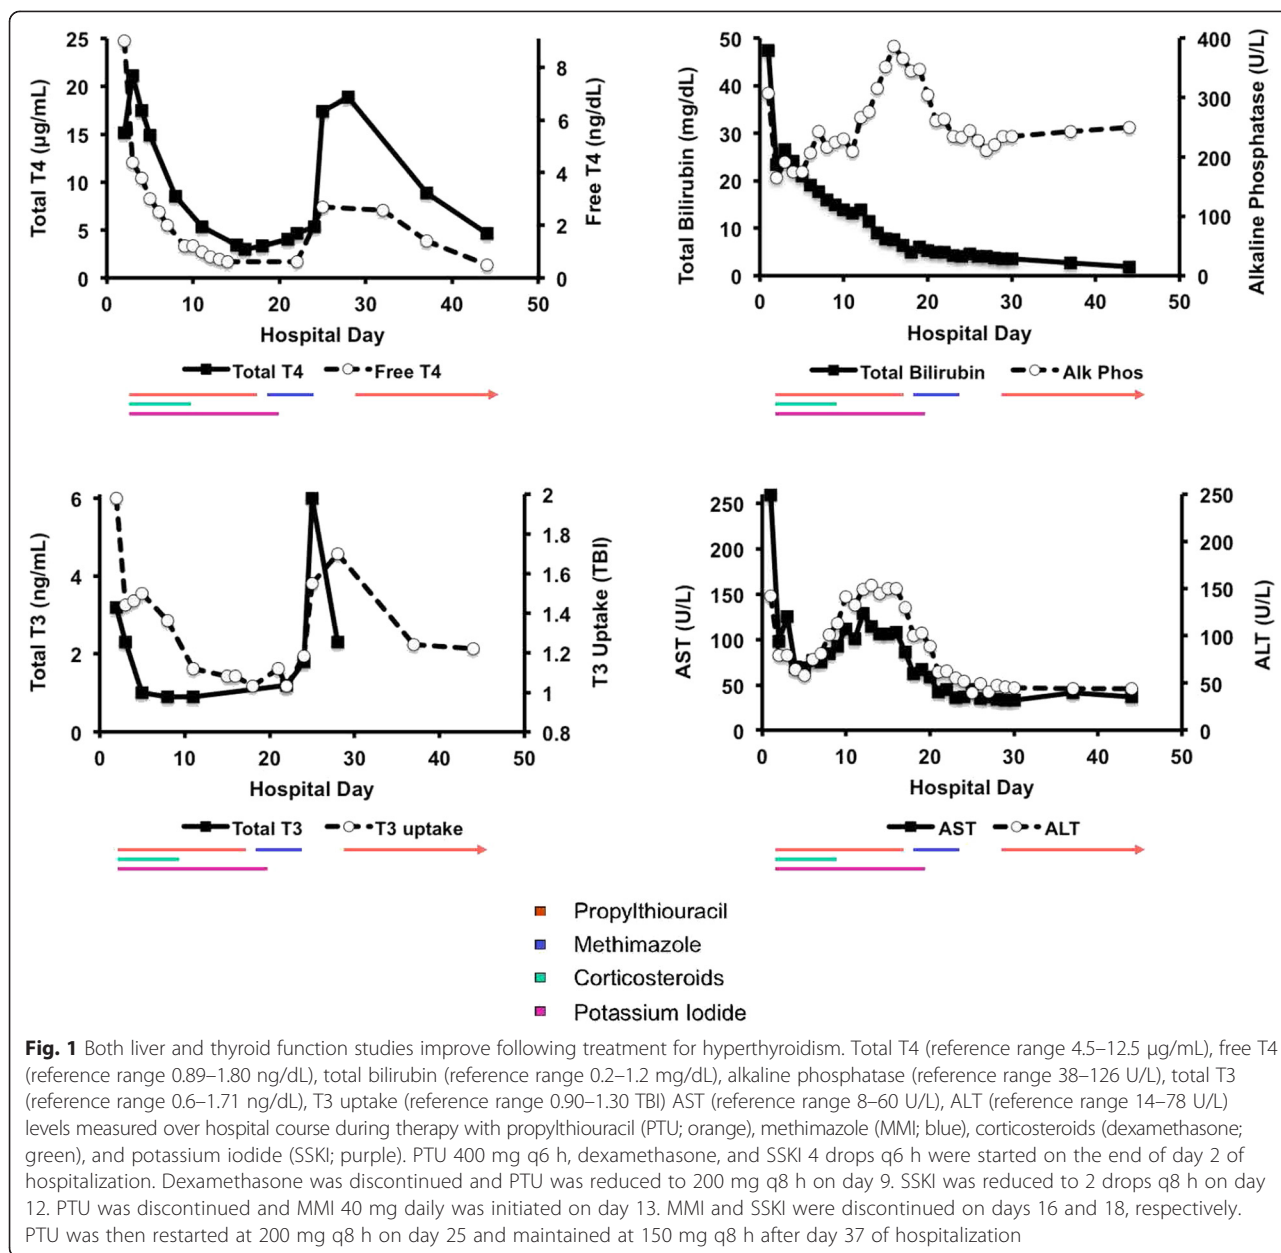 25
20
15
10
5
0
Total T4 (µg/mL)
8
6
4
2
0
Free T4 (ng/dL)
0 10 20 30 40 50
Hospital Day
Total T4 Free T4
50
40
30
20
10
0
Total Bilirubin (mg/dL)
400
300
200
100
0
Alkaline Phosphatase (U/L)
0 10 20 30 40 50
Hospital Day
Total Bilirubin Alk Phos
6
4
2
0
Total T3 (ng/mL)
2
1.8
1.6
1.4
1.2
1
0.8
T3 Uptake (TBI)
0 10 20 30 40 50
Hospital Day
Total T3 T3 uptake
250
200
150
100
50
0
AST (U/L)
250
200
150
100
50
0
ALT (U/L)
0 10 20 30 40 50
Hospital Day
AST ALT
Propylthiouracil
Methimazole
Corticosteroids
Potassium Iodide
Fig. 1 Both liver and thyroid function studies improve following treatment for hyperthyroidism. Total T4 (reference range 4.5–12.5 µg/mL), free T4
(reference range 0.89–1.80 ng/dL), total bilirubin (reference range 0.2–1.2 mg/dL), alkaline phosphatase (reference range 38–126 U/L), total T3
(reference range 0.6–1.71 ng/dL), T3 uptake (reference range 0.90–1.30 TBI) AST (reference range 8–60 U/L), ALT (reference range 14–78 U/L)
levels measured over hospital course during therapy with propylthiouracil (PTU; orange), methimazole (MMI; blue), corticosteroids (dexamethasone;
green), and potassium iodide (SSKI; purple). PTU 400 mg q6 h, dexamethasone, and SSKI 4 drops q6 h were started on the end of day 2 of
hospitalization. Dexamethasone was discontinued and PTU was reduced to 200 mg q8 h on day 9. SSKI was reduced to 2 drops q8 h on day
12. PTU was discontinued and MMI 40 mg daily was initiated on day 13. MMI and SSKI were discontinued on days 16 and 18, respectively.
PTU was then restarted at 200 mg q8 h on day 25 and maintained at 150 mg q8 h after day 37 of hospitalization